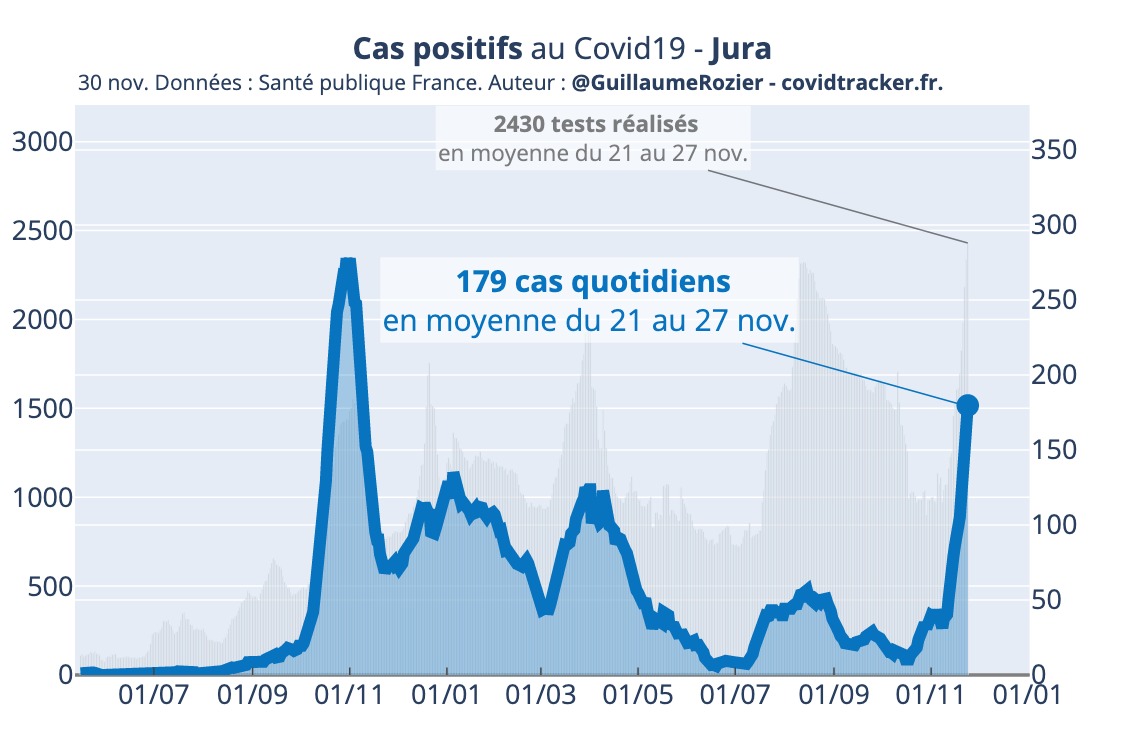 Cas positifs au Covid19 - Jura
30 nov. Données : Santé publique France. Auteur : @GuillaumeRozier - covidtracker.fr.
2430 tests réalisés
en moyenne du 21 au 27 nov.
179 cas quotidiens
en moyenne du 21 au 27 nov.
3000
2500
2000
1500
1000
500
0
350
300
250
200
150
100
50
0
01/07 01/09 01/11 01/01 01/03 01/05 01/07 01/09 01/11 01/01